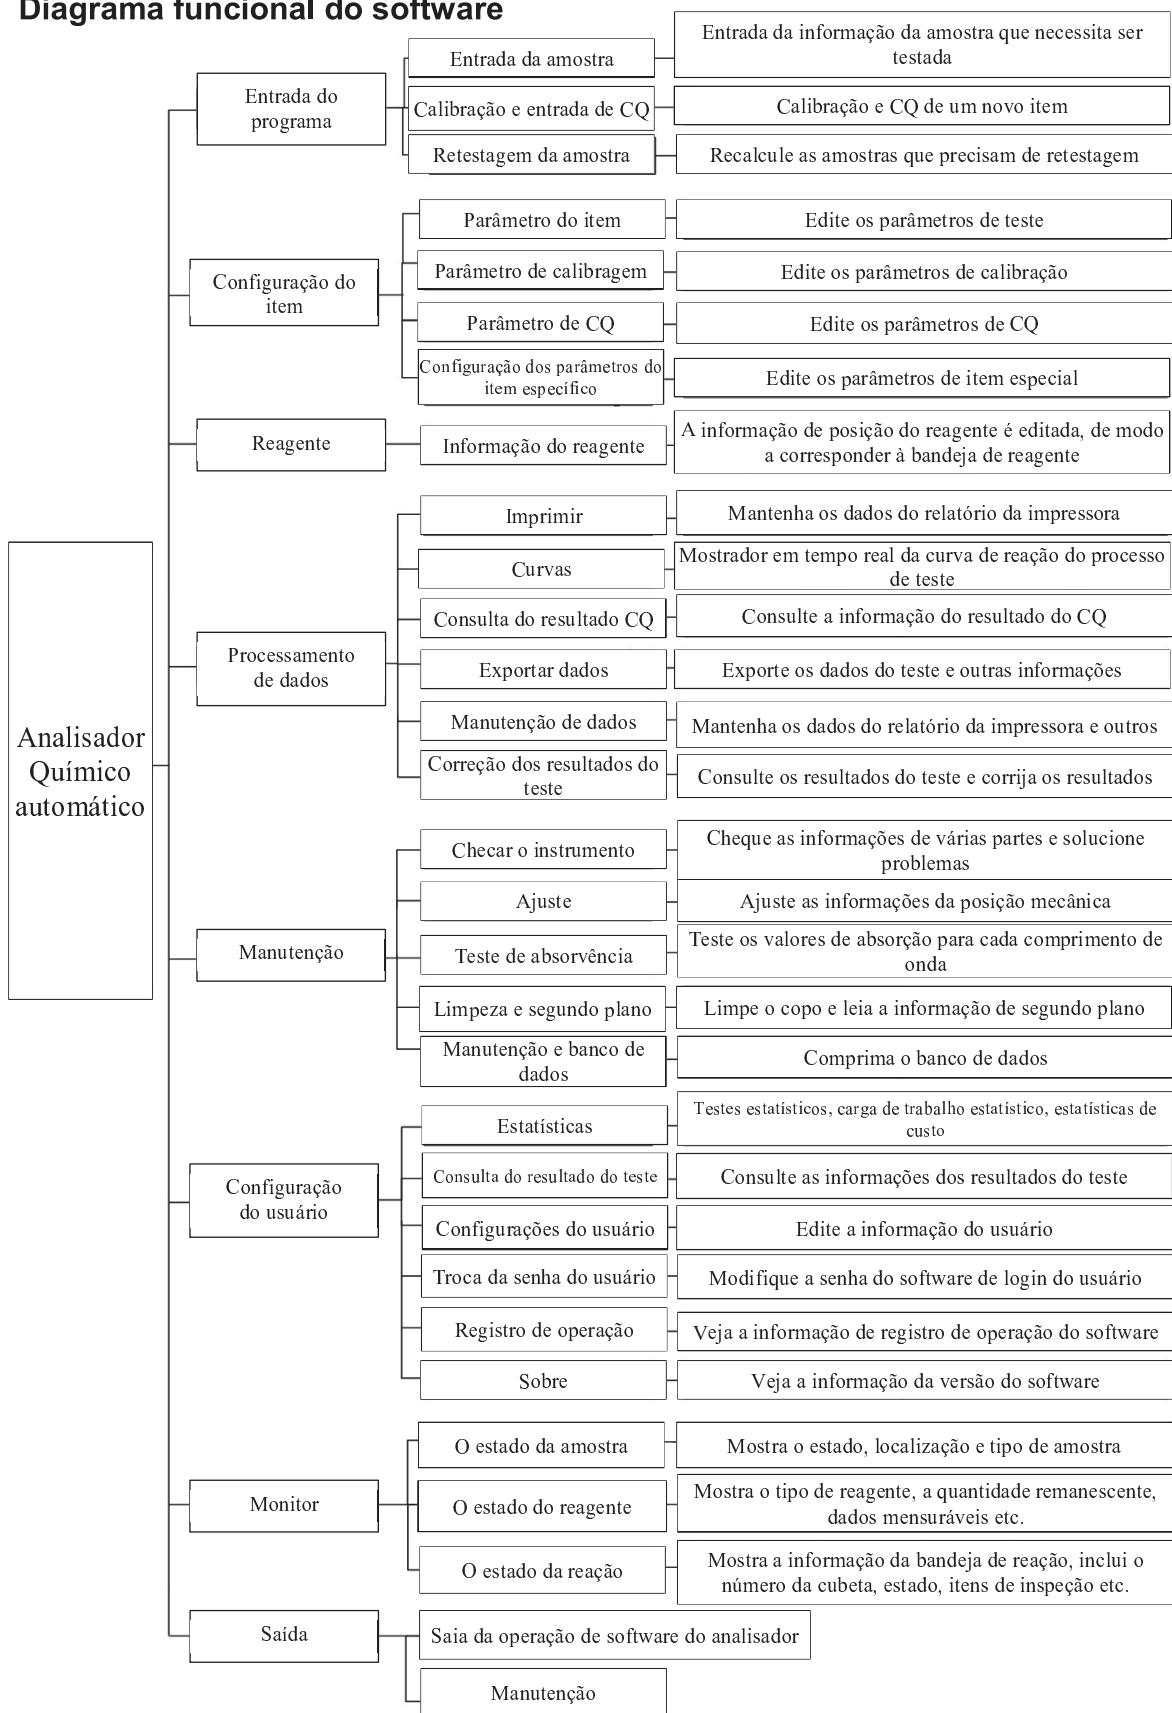 Diagrama funcional do software
Analisador
Químico
automático
Entrada do
programa
Entrada da amostra
Entrada da informação da amostra que necessita ser
testada
Calibração e entrada de CQ
Calibração e CQ de um novo item
Retestagem da amostra
Recalcule as amostras que precisam de retestagem
Configuração do
item
Parâmetro do item
Edite os parâmetros de teste
Parâmetro de calibragem
Edite os parâmetros de calibração
Parâmetro de CQ
Edite os parâmetros de CQ
Configuração dos parâmetros do
item específico
Edite os parâmetros de item especial
Reagente
Informação do reagente
A informação de posição do reagente é editada, de modo
a corresponder à bandeja de reagente
Processamento
de dados
Imprimir
Mantenha os dados do relatório da impressora
Curvas
Mostrador em tempo real da curva de reação do processo
de teste
Consulta do resultado CQ
Consulte a informação do resultado do CQ
Exportar dados
Exporte os dados do teste e outras informações
Manutenção de dados
Mantenha os dados do relatório da impressora e outros
Correção dos resultados do
teste
Consulte os resultados do teste e corrija os resultados
Manutenção
Checar o instrumento
Cheque as informações de várias partes e solucione
problemas
Ajuste
Ajuste as informações da posição mecânica
Teste de absorvência
Teste os valores de absorção para cada comprimento de
onda
Limpeza e segundo plano
Limpe o copo e leia a informação de segundo plano
Manutenção e banco de
dados
Comprima o banco de dados
Configuração
do usuário
Estatísticas
Testes estatísticos, carga de trabalho estatístico, estatísticas de
custo
Consulta do resultado do teste
Consulte as informações dos resultados do teste
Configurações do usuário
Edite a informação do usuário
Troca da senha do usuário
Modifique a senha do software de login do usuário
Registro de operação
Veja a informação de registro de operação do software
Sobre
Veja a informação da versão do software
Monitor
O estado da amostra
Mostra o estado, localização e tipo de amostra
O estado do reagente
Mostra o tipo de reagente, a quantidade remanescente,
dados mensuráveis etc.
O estado da reação
Mostra a informação da bandeja de reação, inclui o
número da cubeta, estado, itens de inspeção etc.
Saída
Saia da operação de software do analisador
Manutenção